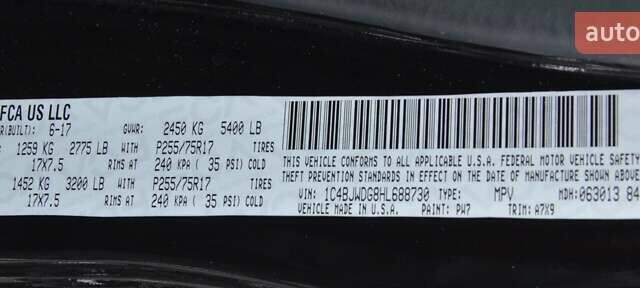 auto
FCA US LLC
R(BUILT): 6-17 GVWR: 2450 KG 5400 LB
1259 KG 2775 LB WITH P255/75R17 TIRES
17X7.5 RIMS AT 240 KPA ( 35 PSI) COLD
1452 KG 3200 LB WITH P255/75R17 TIRES
17X7.5 RIMS AT 240 KPA ( 35 PSI) COLD
THIS VEHICLE CONFORMS TO ALL APPLICABLE U.S.A. FEDERAL MOTOR VEHICLE SAFE
THEFT PREVENTION STANDARDS IN EFFECT ON THE DATE OF MANUFACTURE SHOWN ABOVE
VIN: 1C4BJWDG8HL688730 TYPE: MPV MDH: 063013 84
VEHICLE MADE IN U.S.A. PAINT: PW7 TRIM: A7X9